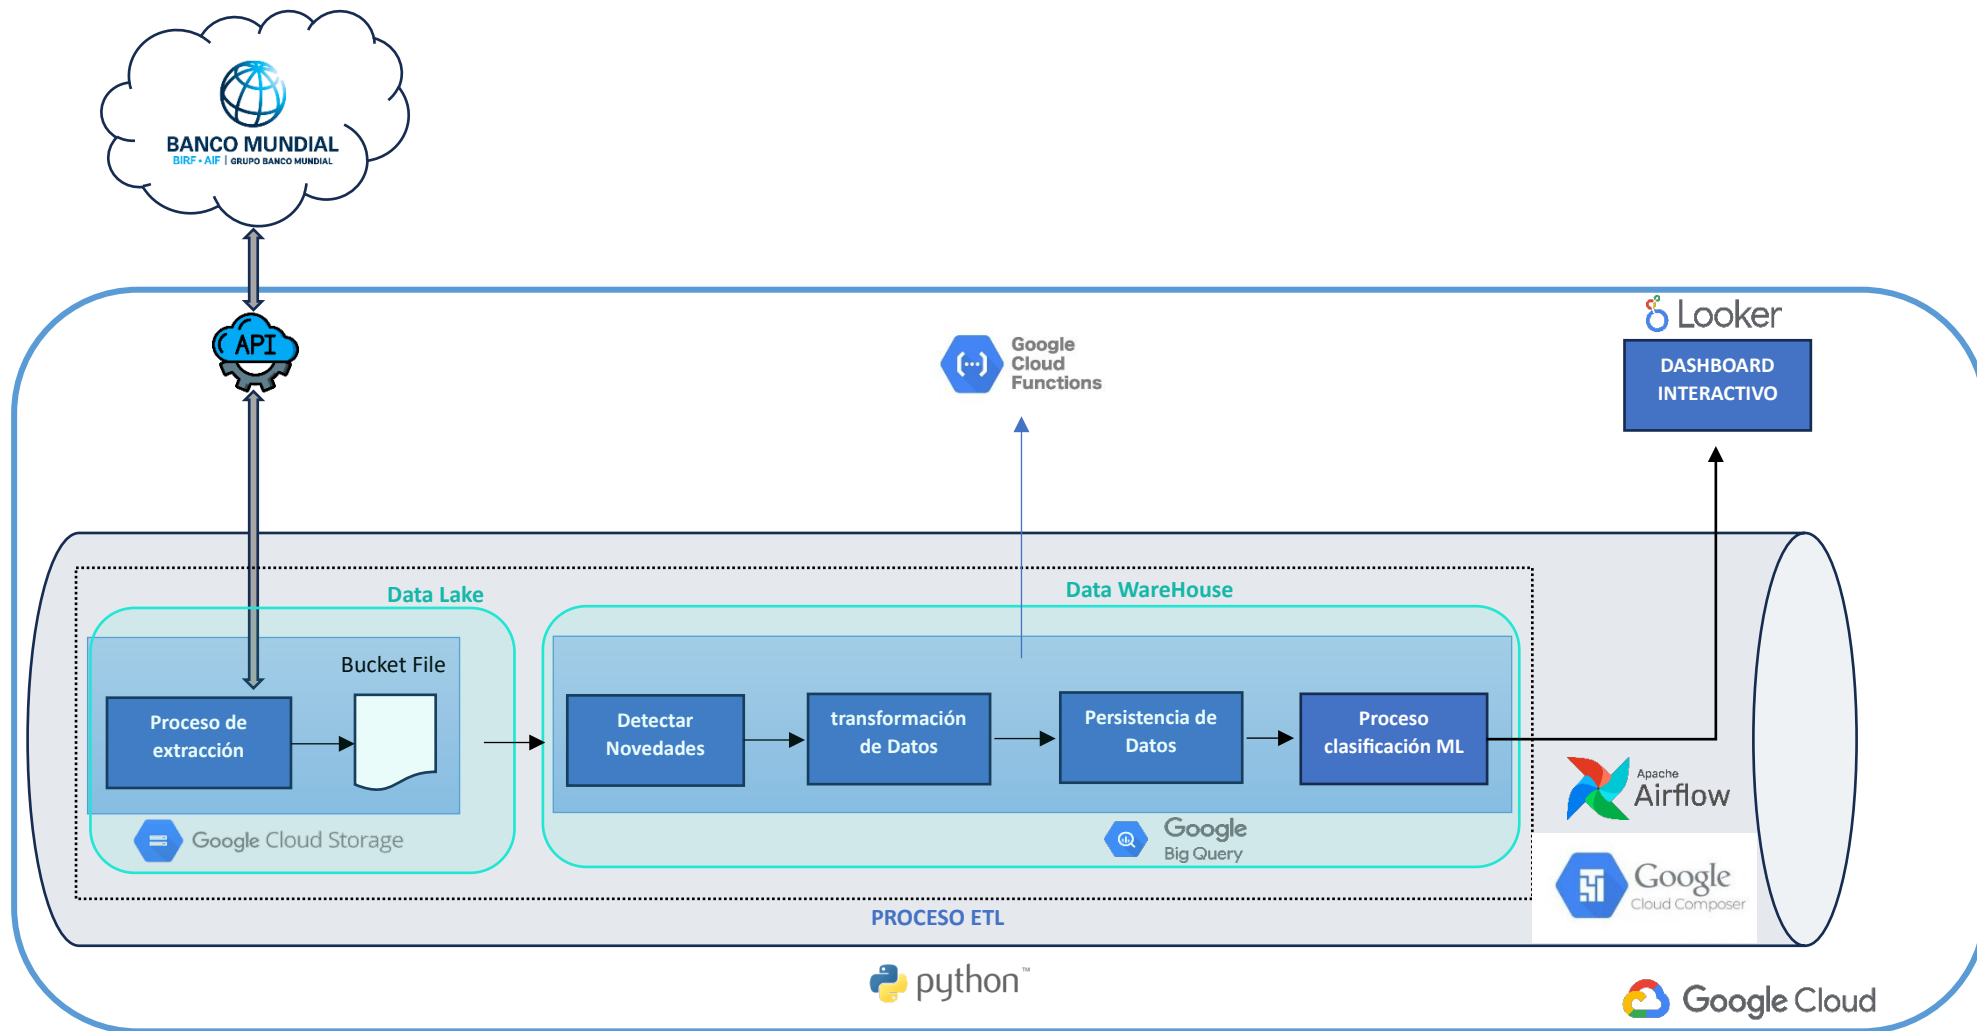 BANCO MUNDIAL
BIRF • AIF | GRUPO BANCO MUNDIAL
API
Google
Cloud
Functions
Looker
DASHBOARD
INTERACTIVO
Data Lake
Data WareHouse
Bucket File
Proceso de
extracción
Detectar
Novedades
transformación
de Datos
Persistencia de
Datos
Proceso
clasificación ML
Google Cloud Storage
Google
Big Query
Apache
Airflow
Google
Cloud Composer
PROCESO ETL
python™
Google Cloud